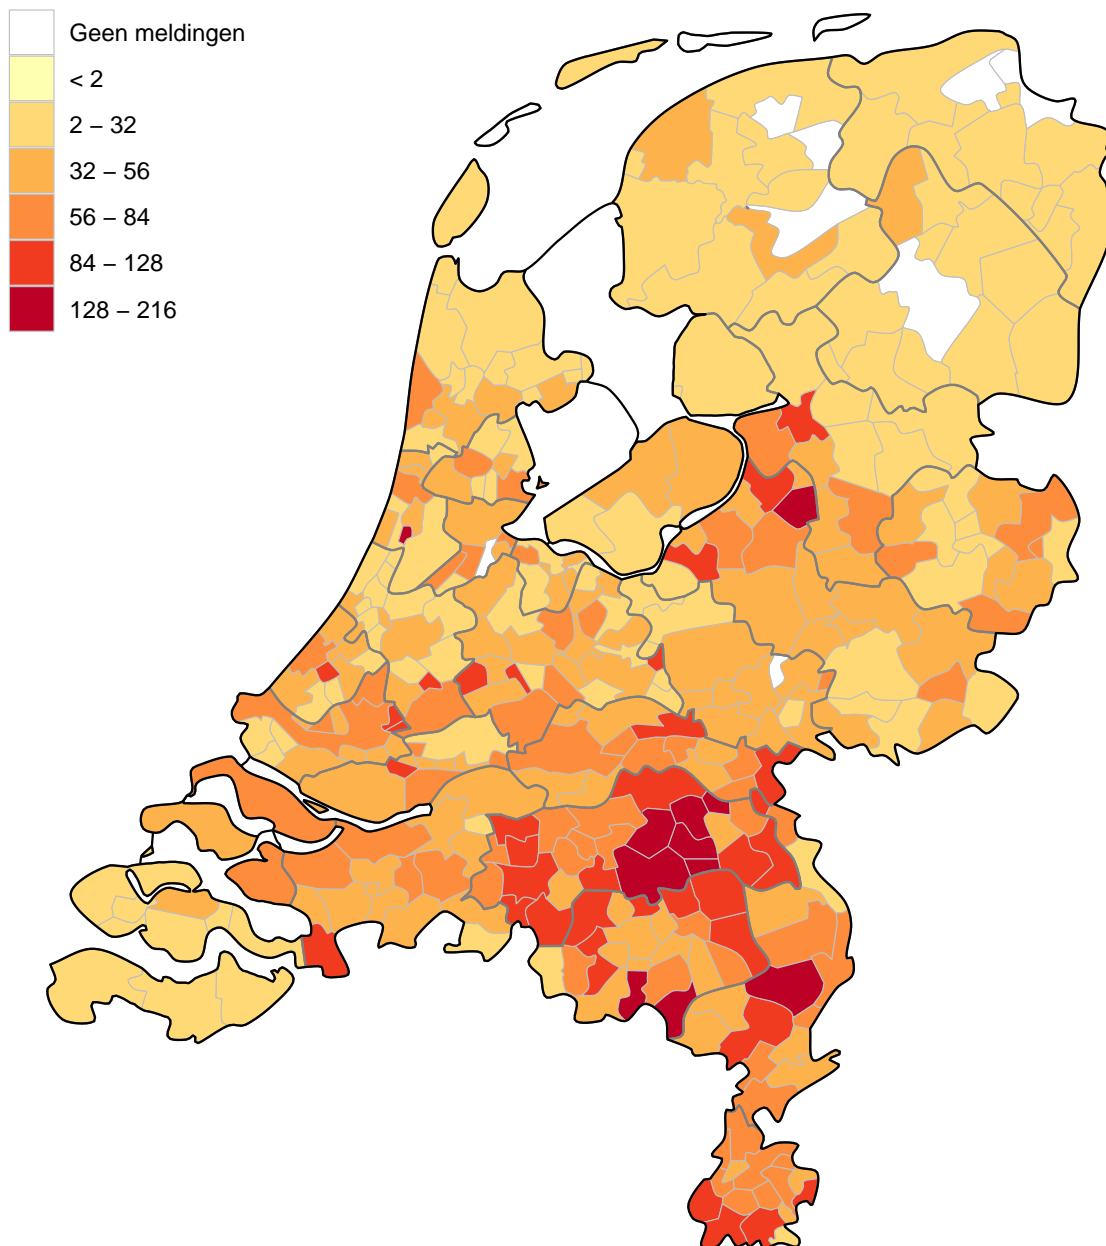 Geen meldingen
< 2
2 – 32
32 – 56
56 – 84
84 – 128
128 – 216